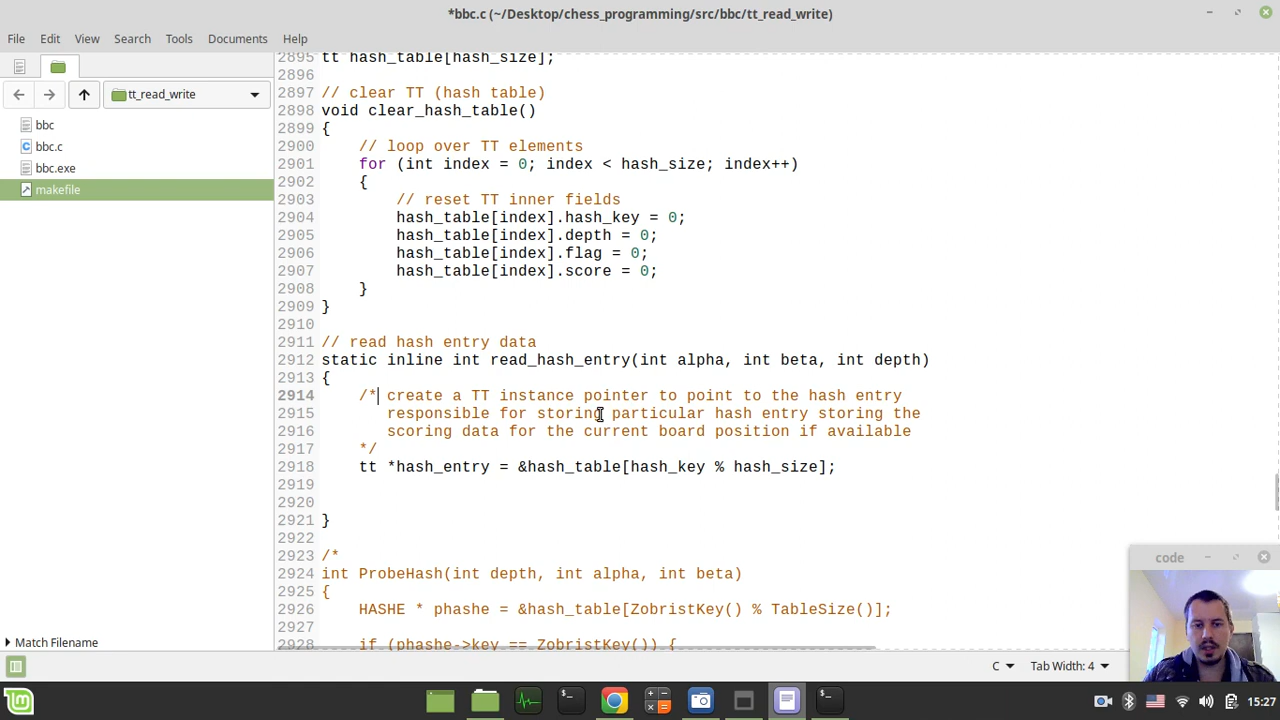 *bbc.c (~/Desktop/chess_programming/src/bbc/tt_read_write)
File Edit View Search Tools Documents Help
tt_read_write
bbc
bbc.c
bbc.exe
makefile
Match Filename
2895 tt hash_table[hash_size];
2896
2897 // clear TT (hash table)
2898 void clear_hash_table()
2899 {
2900 // loop over TT elements
2901 for (int index = 0; index < hash_size; index++)
2902 {
2903 // reset TT inner fields
2904 hash_table[index].hash_key = 0;
2905 hash_table[index].depth = 0;
2906 hash_table[index].flag = 0;
2907 hash_table[index].score = 0;
2908 }
2909 }
2910
2911 // read hash entry data
2912 static inline int read_hash_entry(int alpha, int beta, int depth)
2913 {
2914 /* create a TT instance pointer to point to the hash entry
2915 responsible for storing particular hash entry storing the
2916 scoring data for the current board position if available
2917 */
2918 tt *hash_entry = &hash_table[hash_key % hash_size];
2919
2920
2921 }
2922
2923 /*
2924 int ProbeHash(int depth, int alpha, int beta)
2925 {
2926 HASHE * phashe = &hash_table[ZobristKey() % TableSize()];
2927
2928 if (phashe->key == ZobristKey()) {
code
C Tab Width: 4
15:27